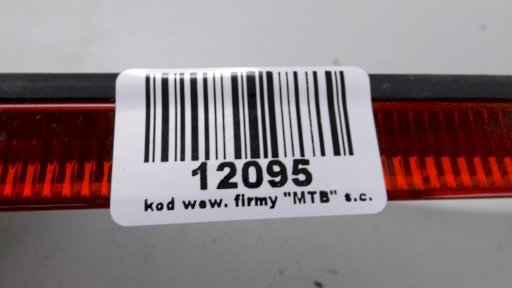 12095
kod wew. firmy "MTB" s.c.